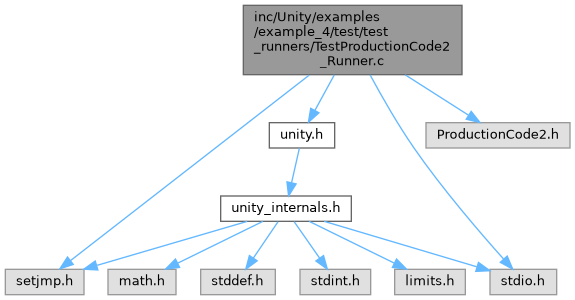 inc/Unity/examples
/example_4/test/test
_runners/TestProductionCode2
_Runner.c
unity.h
ProductionCode2.h
unity_internals.h
setjmp.h
math.h
stddef.h
stdint.h
limits.h
stdio.h